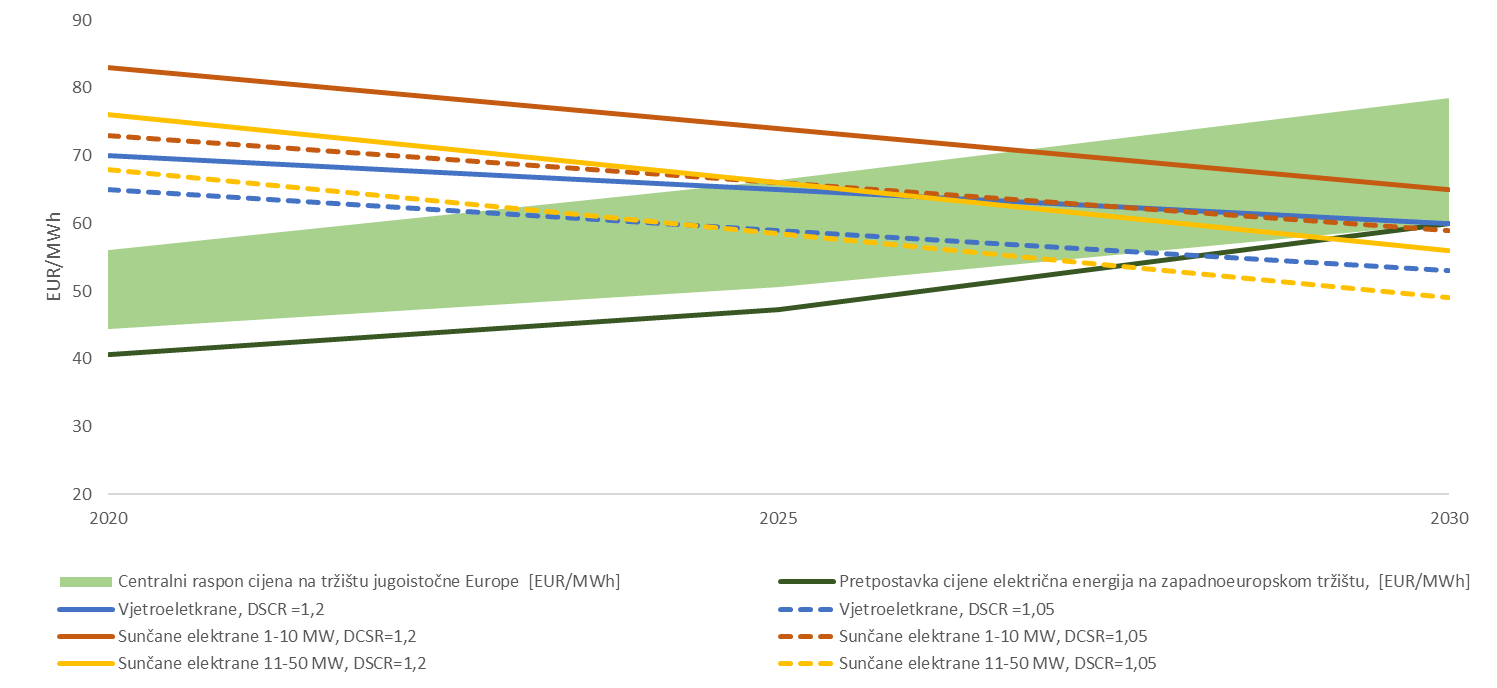 90
80
70
60
50
40
30
20
EUR/MWh
2020 2025 2030
Centralni raspon cijena na tržištu jugoistočne Europe [EUR/MWh]
Pretpostavka cijene električna energija na zapadnoeuropskom tržištu, [EUR/MWh]
Vjetroeletkrane, DSCR =1,2
Vjetroeletkrane, DSCR =1,05
Sunčane elektrane 1-10 MW, DCSR=1,2
Sunčane elektrane 1-10 MW, DCSR=1,05
Sunčane elektrane 11-50 MW, DSCR=1,2
Sunčane elektrane 11-50 MW, DSCR=1,05